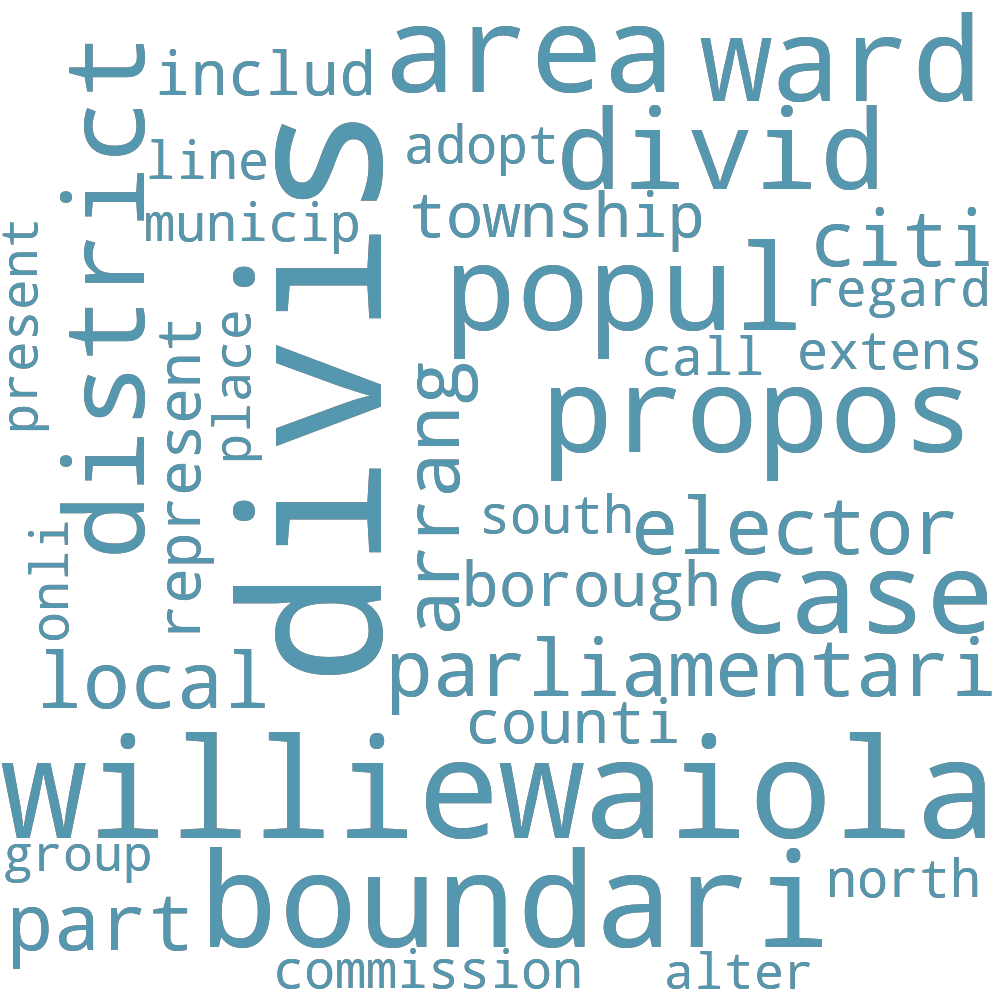 area
ward
includ
district
divis
adopt
divid
line
township
municip
citi
present
popul
regard
place
represent
call
extens
arrang
propos
south
elector
onli
borough
case
local
parliamentari
counti
williewaiola
group
boundari
north
part
commission
alter